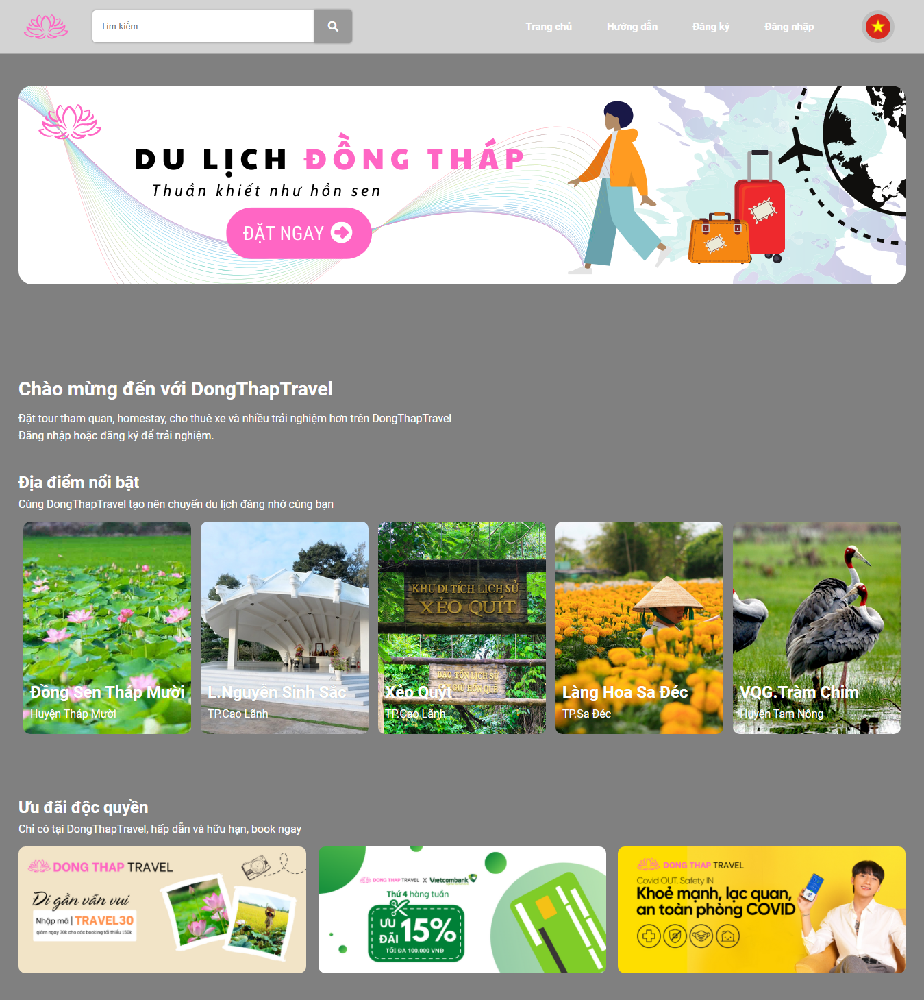 Tìm kiếm
Trang chủ
Hướng dẫn
Đăng ký
Đăng nhập
DU LỊCH ĐỒNG THÁP
Thuần khiết như hồn sen
ĐẶT NGAY
Chào mừng đến với DongThapTravel
Đặt tour tham quan, homestay, cho thuê xe và nhiều trải nghiệm hơn trên DongThapTravel
Đăng nhập hoặc đăng ký để trải nghiệm.
Địa điểm nổi bật
Cùng DongThapTravel tạo nên chuyến du lịch đáng nhớ cùng bạn
Đồng Sen Tháp Mười
Huyện Tháp Mười
L.Nguyễn Sinh Sắc
TP.Cao Lãnh
KHU DI TÍCH LỊCH SỬ
XẺO QUÍT
BẢO TỒN LỊCH SỬ
GIỮ HỒN QUÊ
Xẻo Quýt
TP.Cao Lãnh
Làng Hoa Sa Đéc
TP.Sa Đéc
VQG.Tràm Chim
Huyện Tam Nông
Ưu đãi độc quyền
Chỉ có tại DongThapTravel, hấp dẫn và hữu hạn, book ngay
DONG THAP TRAVEL
Đi gần vẫn vui
Nhập mã | TRAVEL30
giảm ngay 30k cho các booking tối thiểu 150k
DONG THAP TRAVEL X Vietcombank
Thứ 4 hàng tuần
ƯU ĐÃI 15%
TỐI ĐA 100.000 VNĐ
DONG THAP TRAVEL
Covid OUT. Safety IN
Khoẻ mạnh, lạc quan,
an toàn phòng COVID